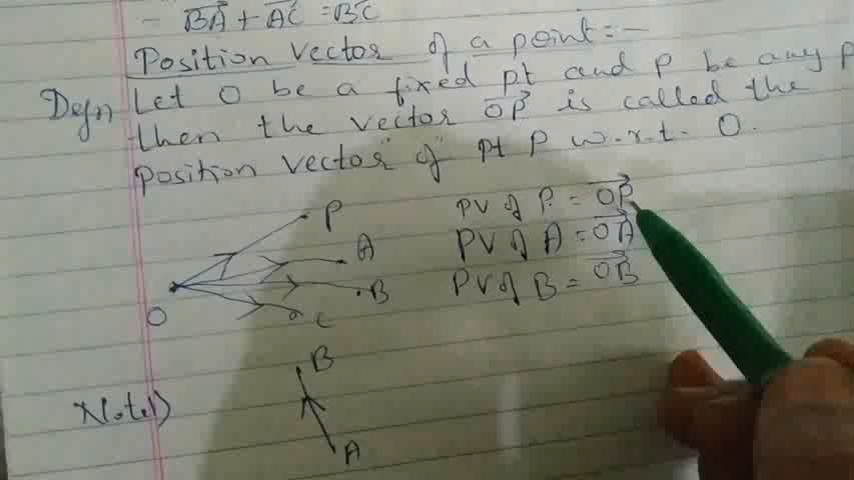 - BA + AC = BC
Position vector of a point:-
Defn) Let O be a fixed pt and P be any p
then the vector OP is called the
position vector of pt P w.r.t. O.
P
PV of P = OP
A
PV of A = OA
B
PV of B = OB
O
C
B
Note1)
A